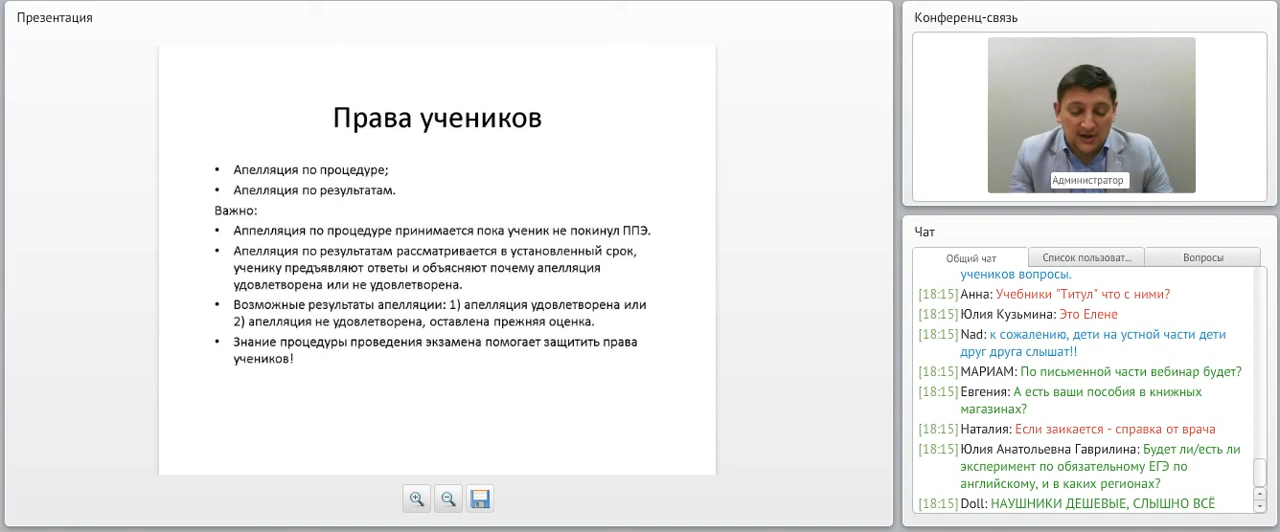 Презентация
Права учеников
• Апелляция по процедуре;
• Апелляция по результатам.
Важно:
• Аппелляция по процедуре принимается пока ученик не покинул ППЭ.
• Апелляция по результатам рассматривается в установленный срок,
ученику предъявляют ответы и объясняют почему апелляция
удовлетворена или не удовлетворена.
• Возможные результаты апелляции: 1) апелляция удовлетворена или
2) апелляция не удовлетворена, оставлена прежняя оценка.
• Знание процедуры проведения экзамена помогает защитить права
учеников!
Конференц-связь
Администратор
Чат
Общий чат
Список пользоват...
Вопросы
учеников вопросы.
[18:15] Анна: Учебники "Титул" что с ними?
[18:15] Юлия Кузьмина: Это Елене
[18:15] Nad: к сожалению, дети на устной части дети
друг друга слышат!!
[18:15] МАРИАМ: По письменной части вебинар будет?
[18:15] Евгения: А есть ваши пособия в книжных
магазинах?
[18:15] Наталия: Если заикается - справка от врача
[18:15] Юлия Анатольевна Гаврилина: Будет ли/есть ли
эксперимент по обязательному ЕГЭ по
английскому, и в каких регионах?
[18:15] Doll: НАУШНИКИ ДЕШЕВЫЕ, СЛЫШНО ВСЁ